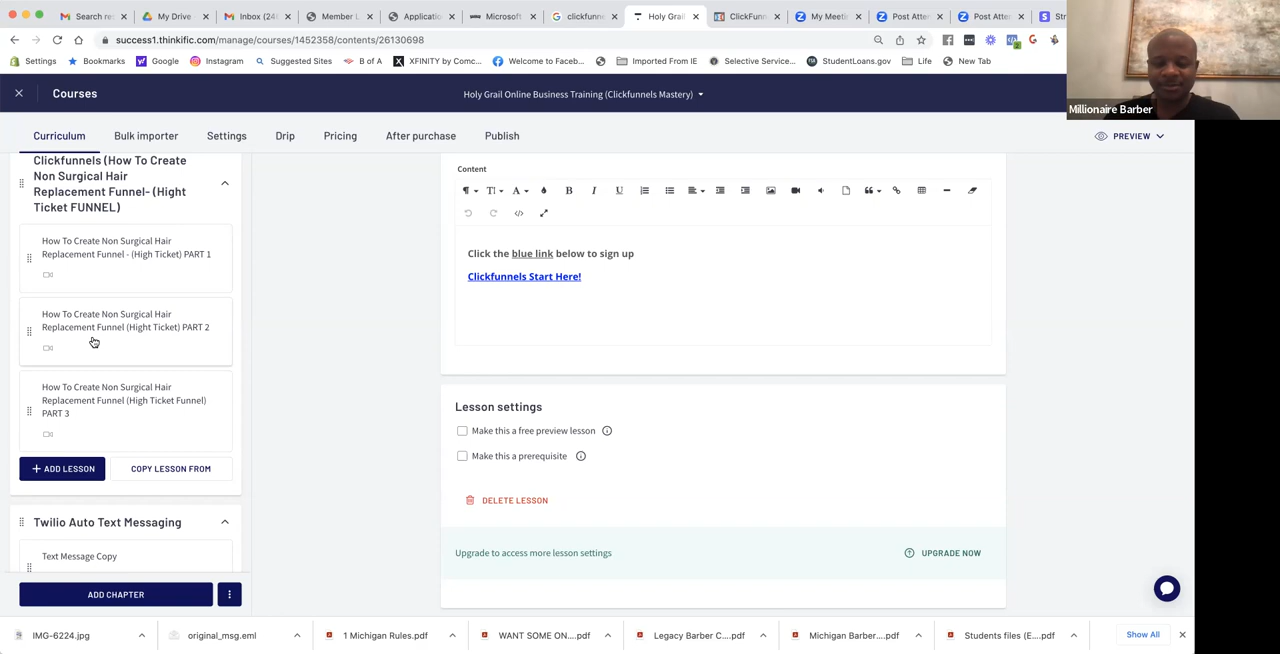 Search re
My Drive
Inbox (24
Member L
Applicatio
Microsoft
clickfunne
Holy Grail
ClickFunn
My Meeti
Post Atter
Post Atter
Str
success1.thinkific.com/manage/courses/1452358/contents/26130698
Settings
Bookmarks
Google
Instagram
Suggested Sites
B of A
XFINITY by Comc...
Welcome to Faceb...
Imported From IE
Selective Service...
StudentLoans.gov
Life
New Tab
Millionaire Barber
Courses
Holy Grail Online Business Training (Clickfunnels Mastery)
Curriculum
Bulk importer
Settings
Drip
Pricing
After purchase
Publish
PREVIEW
Clickfunnels (How To Create
Non Surgical Hair
Replacement Funnel- (Hight
Ticket FUNNEL)
How To Create Non Surgical Hair
Replacement Funnel - (High Ticket) PART 1
How To Create Non Surgical Hair
Replacement Funnel (Hight Ticket) PART 2
How To Create Non Surgical Hair
Replacement Funnel (High Ticket Funnel)
PART 3
+ ADD LESSON
COPY LESSON FROM
Twilio Auto Text Messaging
Text Message Copy
ADD CHAPTER
Content
Click the blue link below to sign up
Clickfunnels Start Here!
Lesson settings
Make this a free preview lesson
Make this a prerequisite
DELETE LESSON
Upgrade to access more lesson settings
UPGRADE NOW
IMG-6224.jpg
original_msg.eml
1 Michigan Rules.pdf
WANT SOME ON....pdf
Legacy Barber C....pdf
Michigan Barber....pdf
Students files (E....pdf
Show All